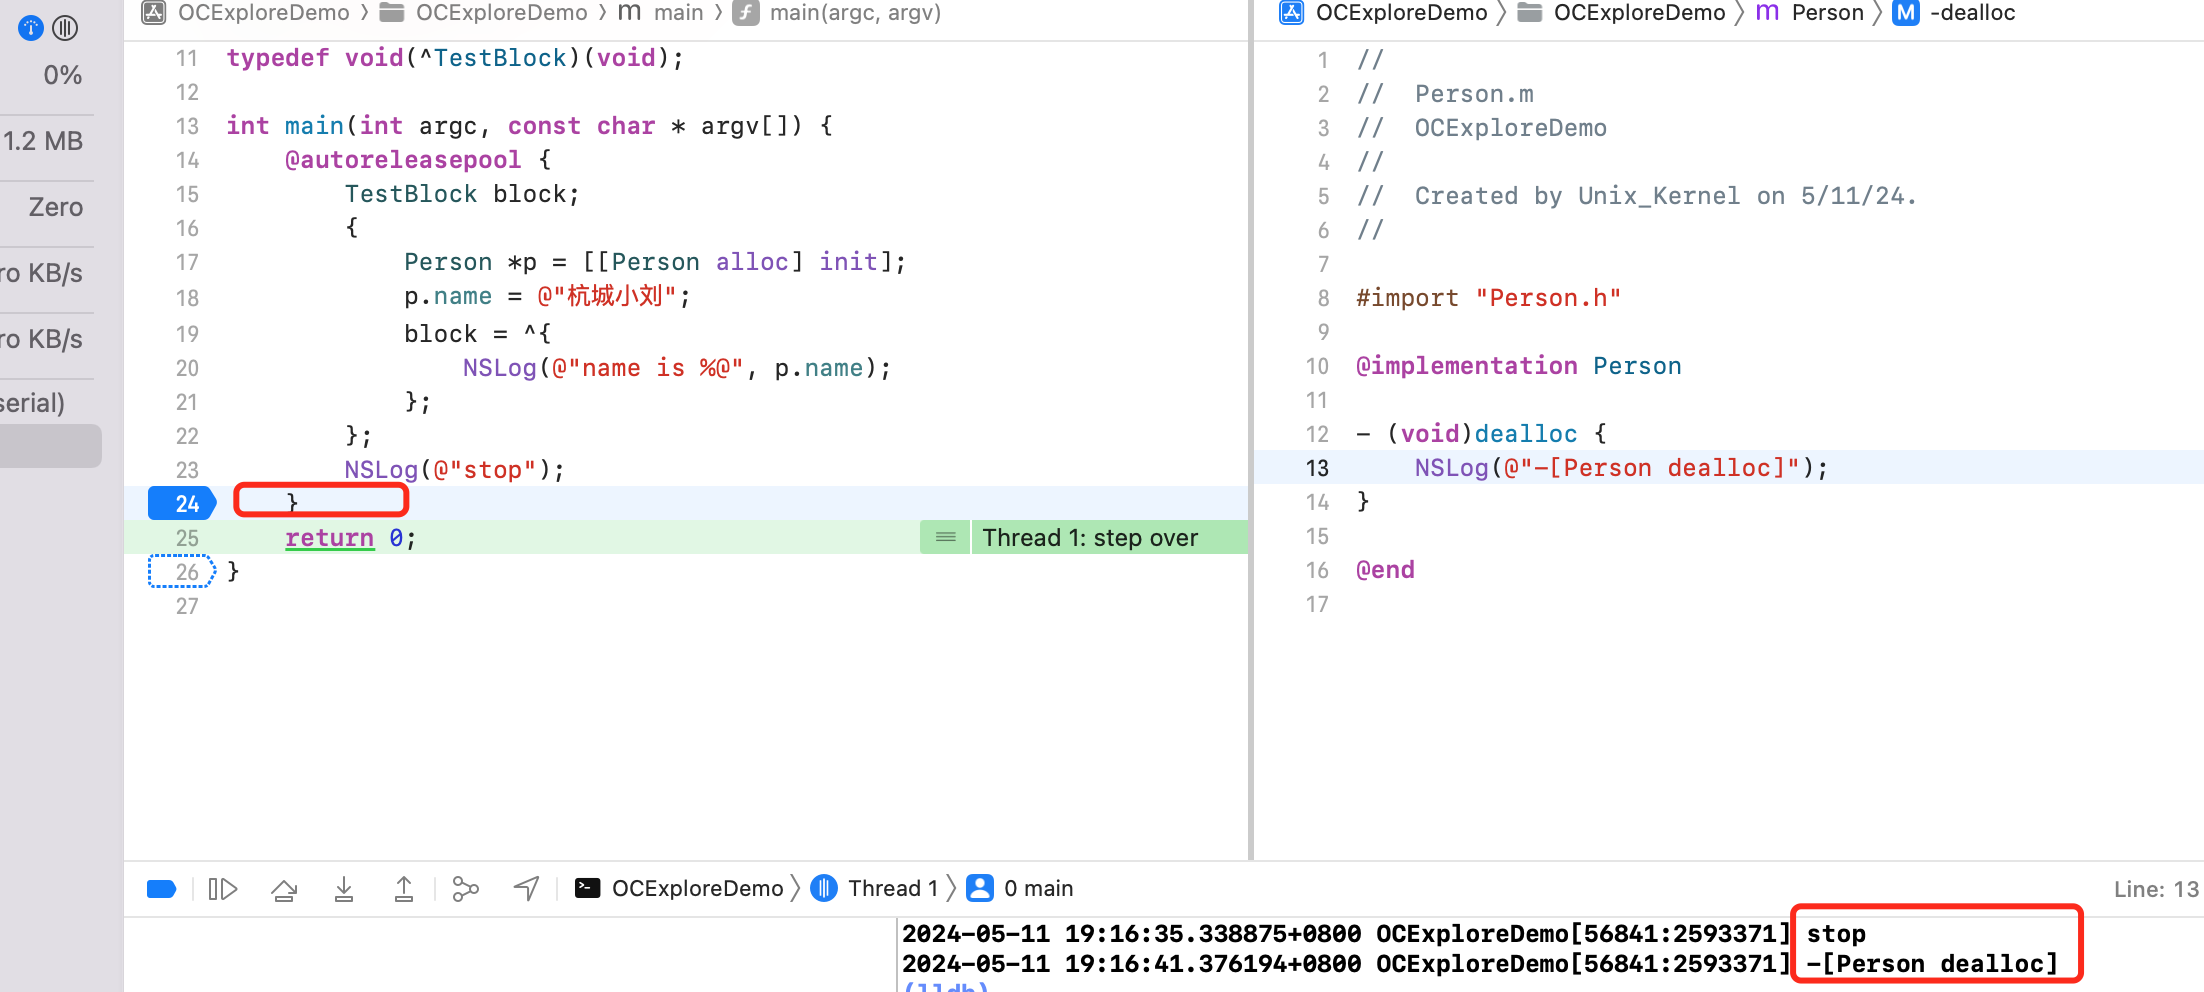 0%
1.2 MB
Zero
ro KB/s
ro KB/s
serial)
OCExploreDemo 〉 OCExploreDemo 〉 m main 〉 f main(argc, argv)
11 typedef void(^TestBlock)(void);
12
13 int main(int argc, const char * argv[]) {
14     @autoreleasepool {
15         TestBlock block;
16         {
17             Person *p = [[Person alloc] init];
18             p.name = @"杭城小刘";
19             block = ^{
20                 NSLog(@"name is %@", p.name);
21             };
22         };
23         NSLog(@"stop");
24     }
25     return 0;
Thread 1: step over
26 }
27
OCExploreDemo 〉 OCExploreDemo 〉 m Person 〉 M -dealloc
1 //
2 //  Person.m
3 //  OCExploreDemo
4 //
5 //  Created by Unix_Kernel on 5/11/24.
6 //
7
8 #import "Person.h"
9
10 @implementation Person
11
12 - (void)dealloc {
13     NSLog(@"-[Person dealloc]");
14 }
15
16 @end
17
OCExploreDemo 〉 Thread 1 〉 0 main
Line: 13
2024-05-11 19:16:35.338875+0800 OCExploreDemo[56841:2593371] stop
2024-05-11 19:16:41.376194+0800 OCExploreDemo[56841:2593371] -[Person dealloc]
(lldb)